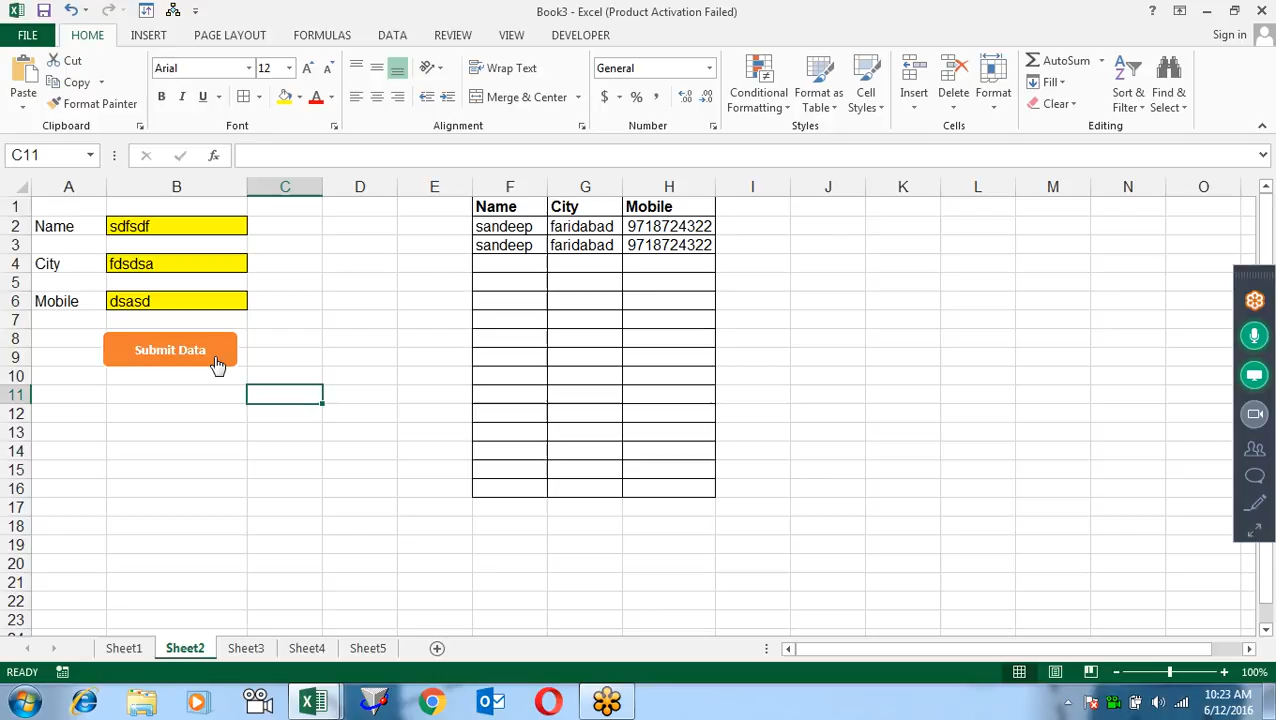 Book3 - Excel (Product Activation Failed)
FILE HOME INSERT PAGE LAYOUT FORMULAS DATA REVIEW VIEW DEVELOPER Sign in
Paste Cut Copy Format Painter Clipboard
Arial 12 B I U A Font
Wrap Text Merge & Center Alignment
General $ % , Number
Conditional Formatting Format as Table Cell Styles Styles
Insert Delete Format Cells
AutoSum Fill Clear Sort & Filter Find & Select Editing
C11 fx
A B C D E F G H I J K L M N O
1 Name City Mobile
2 Name sdfsdf sandeep faridabad 9718724322
3 sandeep faridabad 9718724322
4 City fdsdsa
5
6 Mobile dsasd
7
8 Submit Data
9
10
11
12
13
14
15
16
17
18
19
20
21
22
23
Sheet1 Sheet2 Sheet3 Sheet4 Sheet5
READY 100%
10:23 AM
6/12/2016